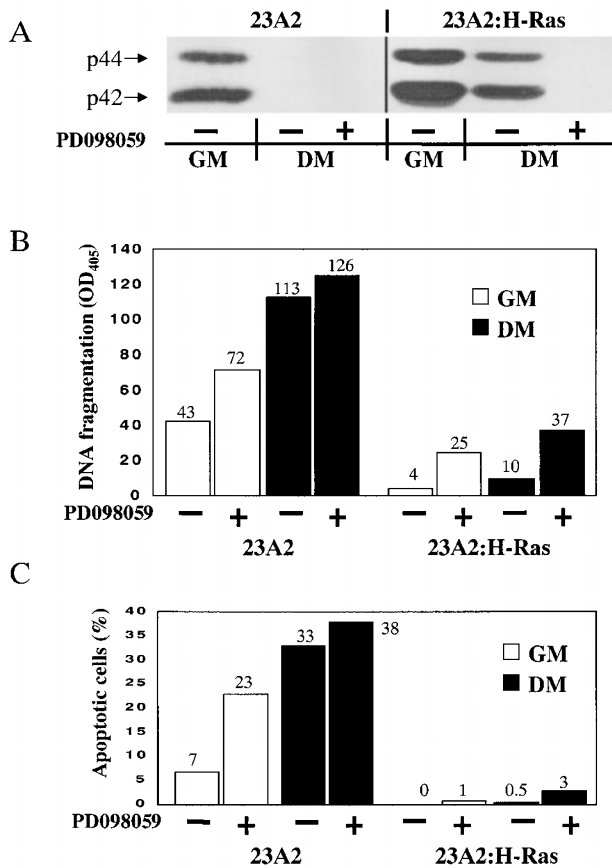 A
23A2 23A2:H-Ras
p44→
p42→
PD098059 − − + − − +
GM DM GM DM
B
DNA fragmentation (OD405)
140
120
100
80
60
40
20
0
43 72 113 126 4 25 10 37
GM
DM
PD098059 − + − + − + − +
23A2 23A2:H-Ras
C
Apoptotic cells (%)
40
35
30
25
20
15
10
5
0
7 23 33 38 0 1 0.5 3
GM
DM
PD098059 − + − + − + − +
23A2 23A2:H-Ras